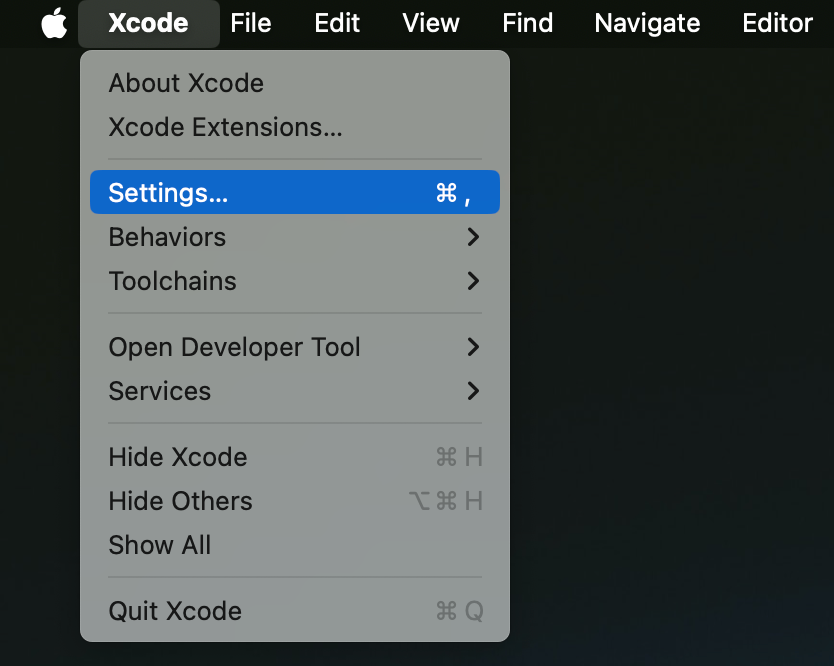 Xcode File Edit View Find Navigate Editor
About Xcode
Xcode Extensions...
Settings... ⌘ ,
Behaviors
Toolchains
Open Developer Tool
Services
Hide Xcode ⌘ H
Hide Others ⌥ ⌘ H
Show All
Quit Xcode ⌘ Q